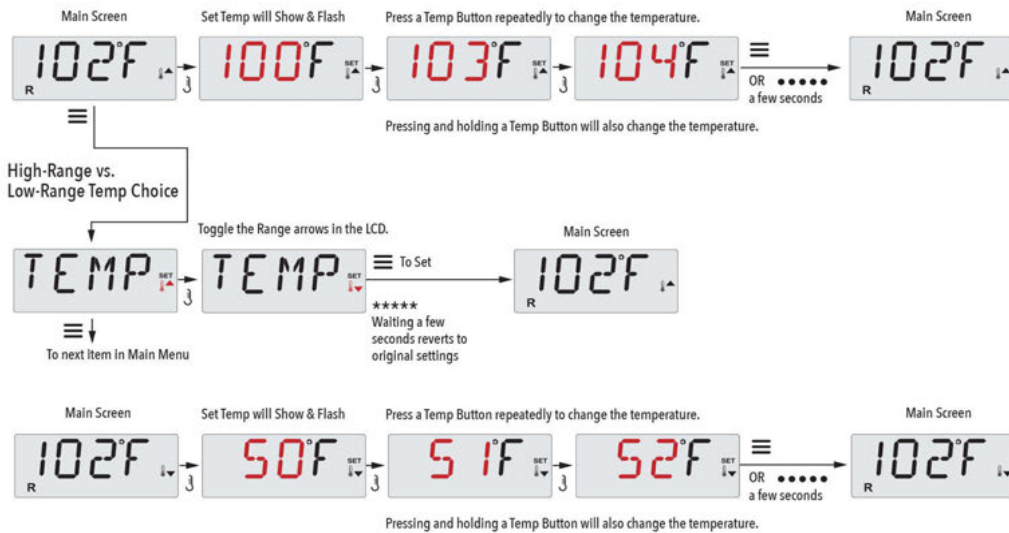 Main Screen
Set Temp will Show & Flash
Press a Temp Button repeatedly to change the temperature.
Main Screen
102°F
R
100°F
SET
103°F
SET
104°F
SET
OR •••••
a few seconds
102°F
R
Pressing and holding a Temp Button will also change the temperature.
High-Range vs.
Low-Range Temp Choice
Toggle the Range arrows in the LCD.
Main Screen
TEMP
SET
TEMP
SET
To Set
*****
Waiting a few
seconds reverts to
original settings
102°F
R
To next item in Main Menu
Main Screen
Set Temp will Show & Flash
Press a Temp Button repeatedly to change the temperature.
Main Screen
102°F
R
50°F
SET
51°F
SET
52°F
SET
OR •••••
a few seconds
102°F
R
Pressing and holding a Temp Button will also change the temperature.